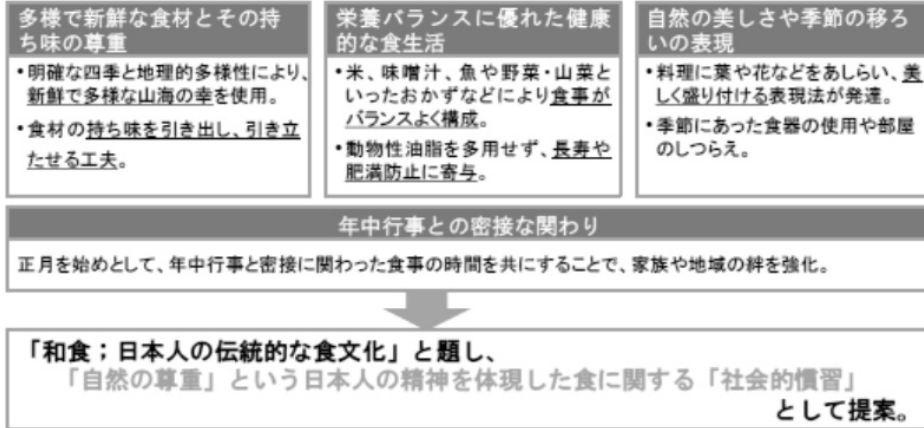 多様で新鮮な食材とその持
ち味の尊重
・明確な四季と地理的多様性により、
新鮮で多様な山海の幸を使用。
・食材の持ち味を引き出し、引き立
たせる工夫。
栄養バランスに優れた健康
的な食生活
・米、味噌汁、魚や野菜・山菜と
いったおかずなどにより食事が
バランスよく構成。
・動物性油脂を多用せず、長寿や
肥満防止に寄与。
自然の美しさや季節の移ろ
いの表現
・料理に葉や花などをあしらい、美
しく盛り付ける表現法が発達。
・季節にあった食器の使用や部屋
のしつらえ。
年中行事との密接な関わり
正月を始めとして、年中行事と密接に関わった食事の時間を共にすることで、家族や地域の絆を強化。
「和食；日本人の伝統的な食文化」と題し、
「自然の尊重」という日本人の精神を体現した食に関する「社会的慣習」
として提案。